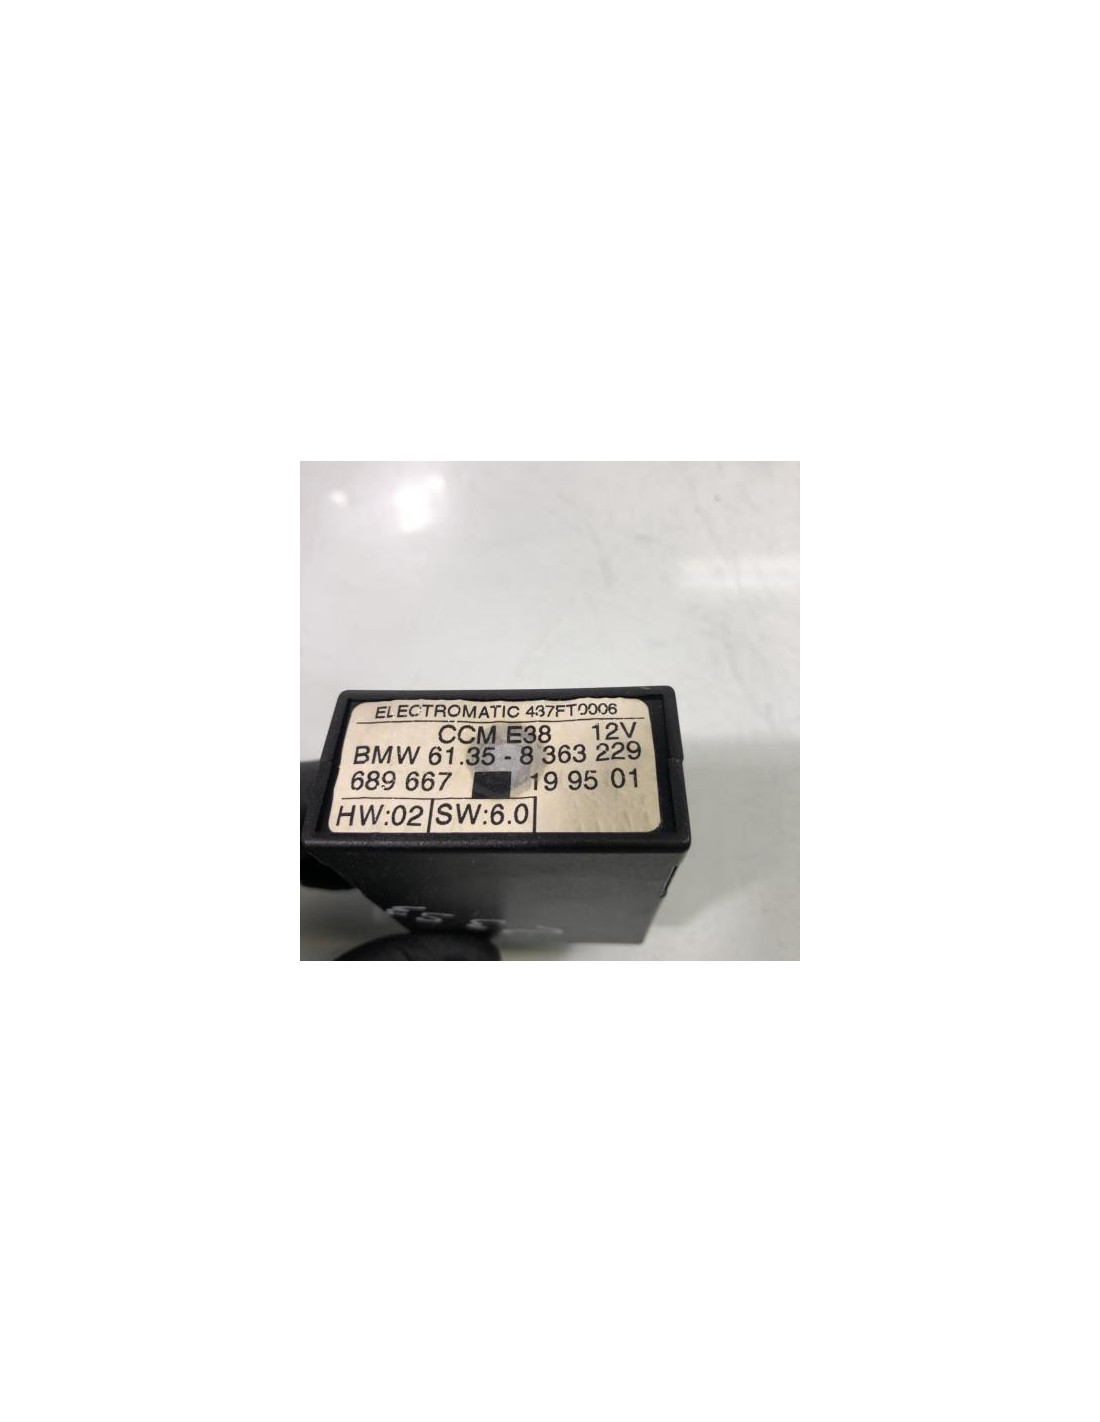 ELECTROMATIC 437FT0006
CCM E38 12V
BMW 61.35 - 8 363 229
689 667 19 95 01
HW:02 SW:6.0